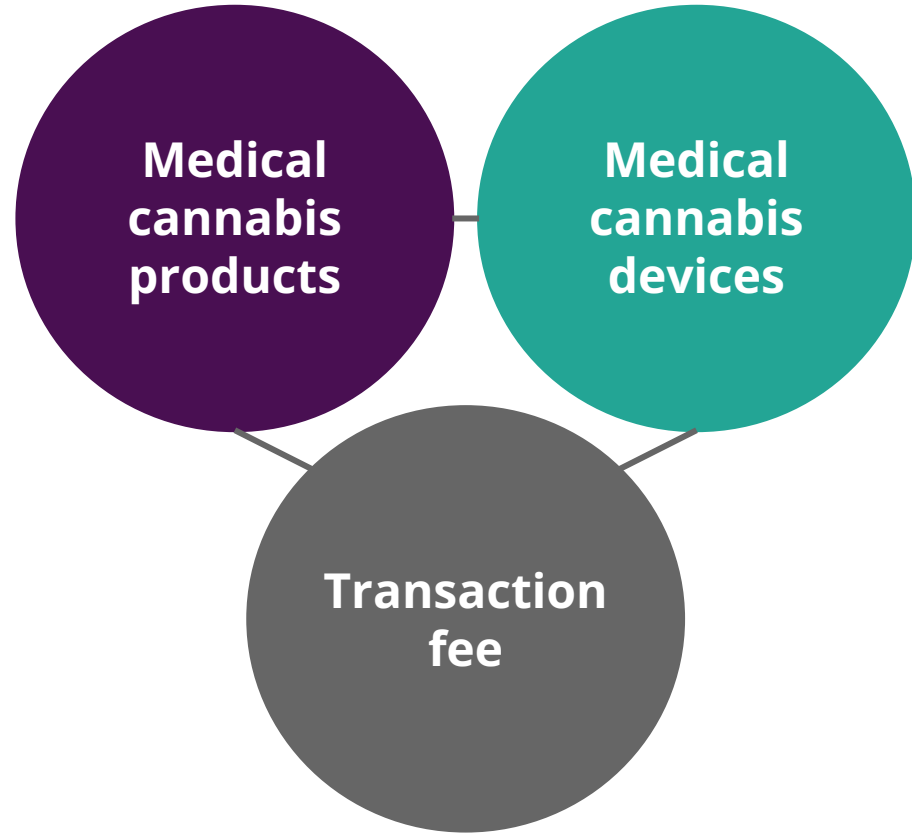 Medical
cannabis
products
Medical
cannabis
devices
Transaction
fee